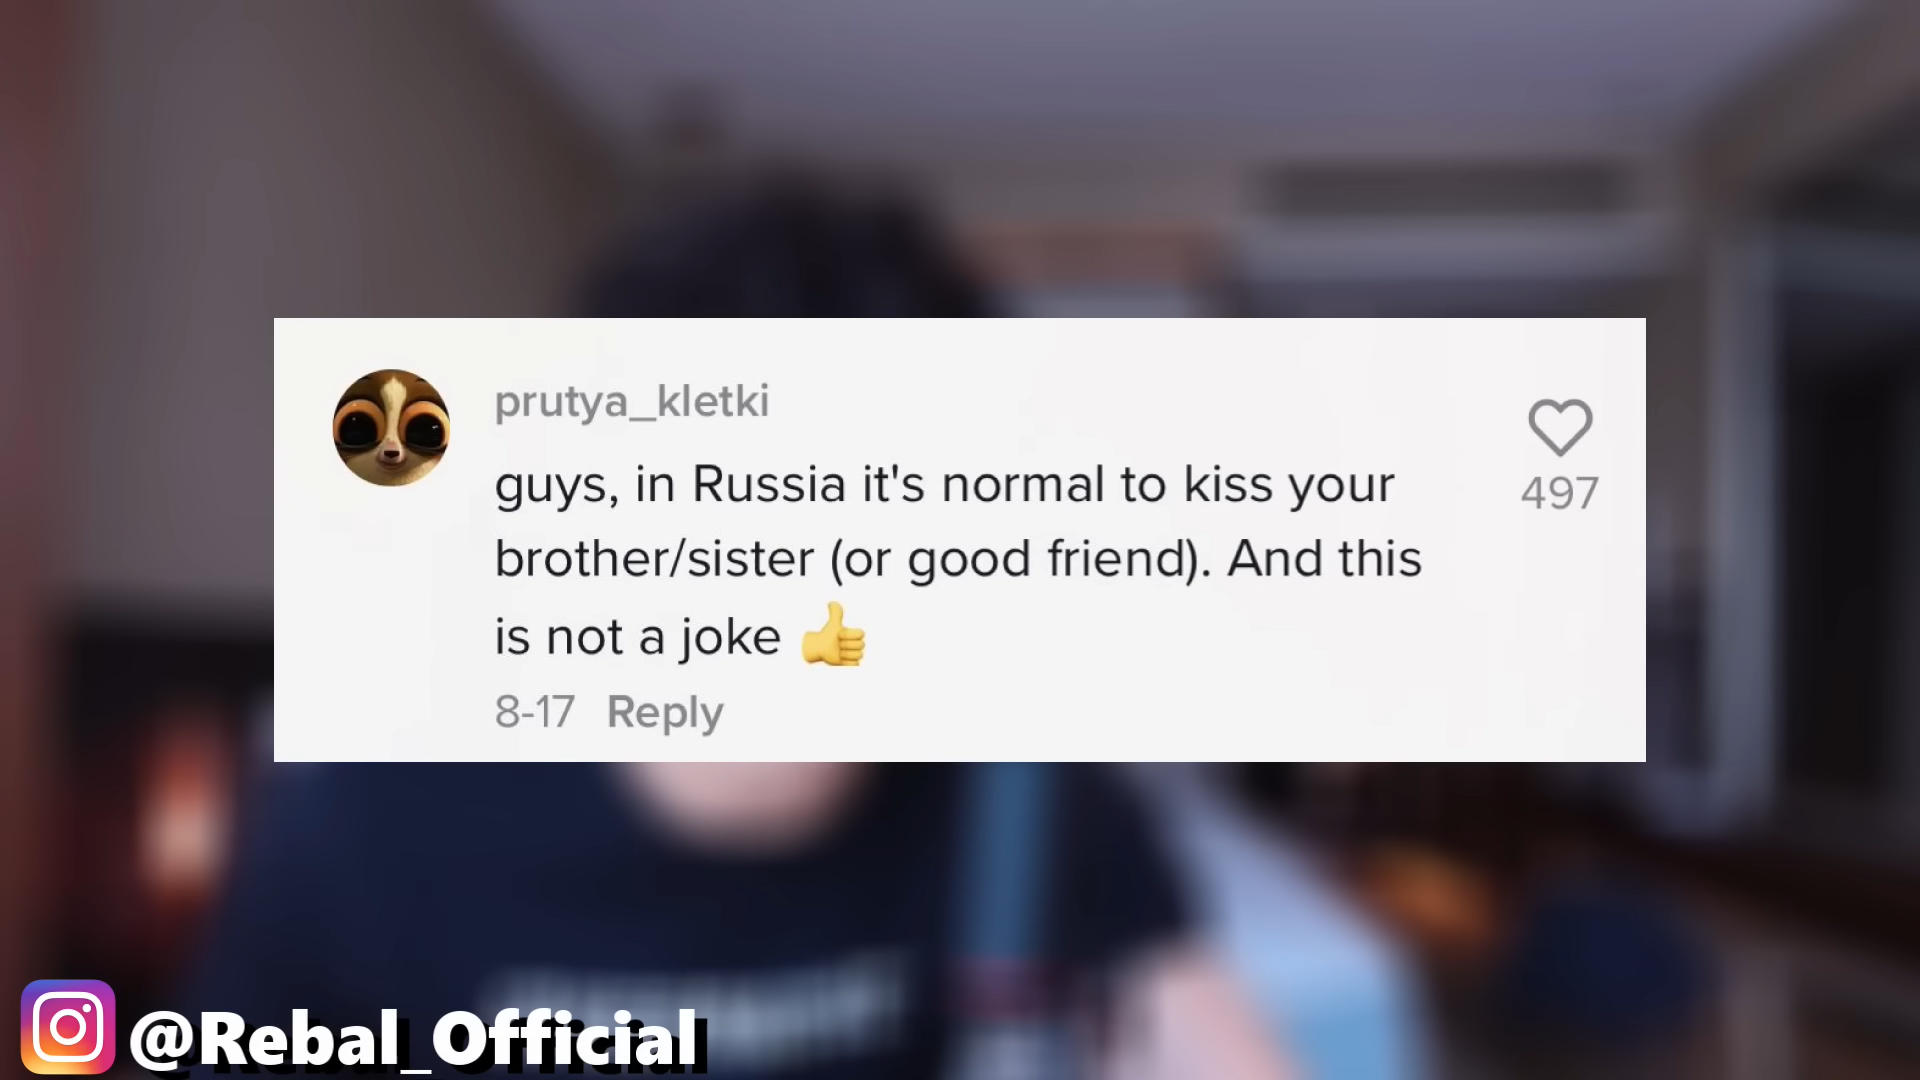 prutya_kletki
guys, in Russia it's normal to kiss your
brother/sister (or good friend). And this
is not a joke 👍
497
8-17 Reply
@Rebal_Official